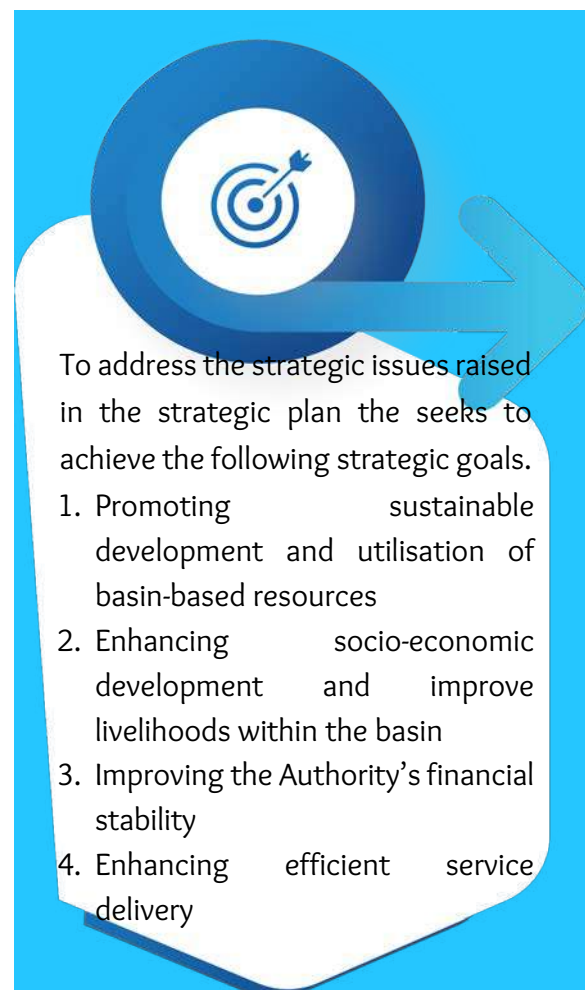 To address the strategic issues raised
in the strategic plan the seeks to
achieve the following strategic goals.
1. Promoting sustainable
development and utilisation of
basin-based resources
2. Enhancing socio-economic
development and improve
livelihoods within the basin
3. Improving the Authority’s financial
stability
4. Enhancing efficient service
delivery